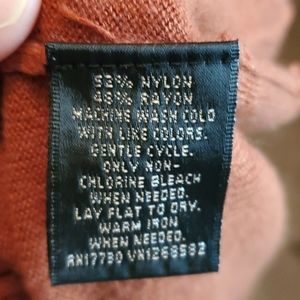 52% NYLON
48% RAYON
MACHINE WASH COLD
WITH LIKE COLORS.
GENTLE CYCLE.
ONLY NON-
CHLORINE BLEACH
WHEN NEEDED.
LAY FLAT TO DRY.
WARM IRON
WHEN NEEDED.
RN17730 VN1268582